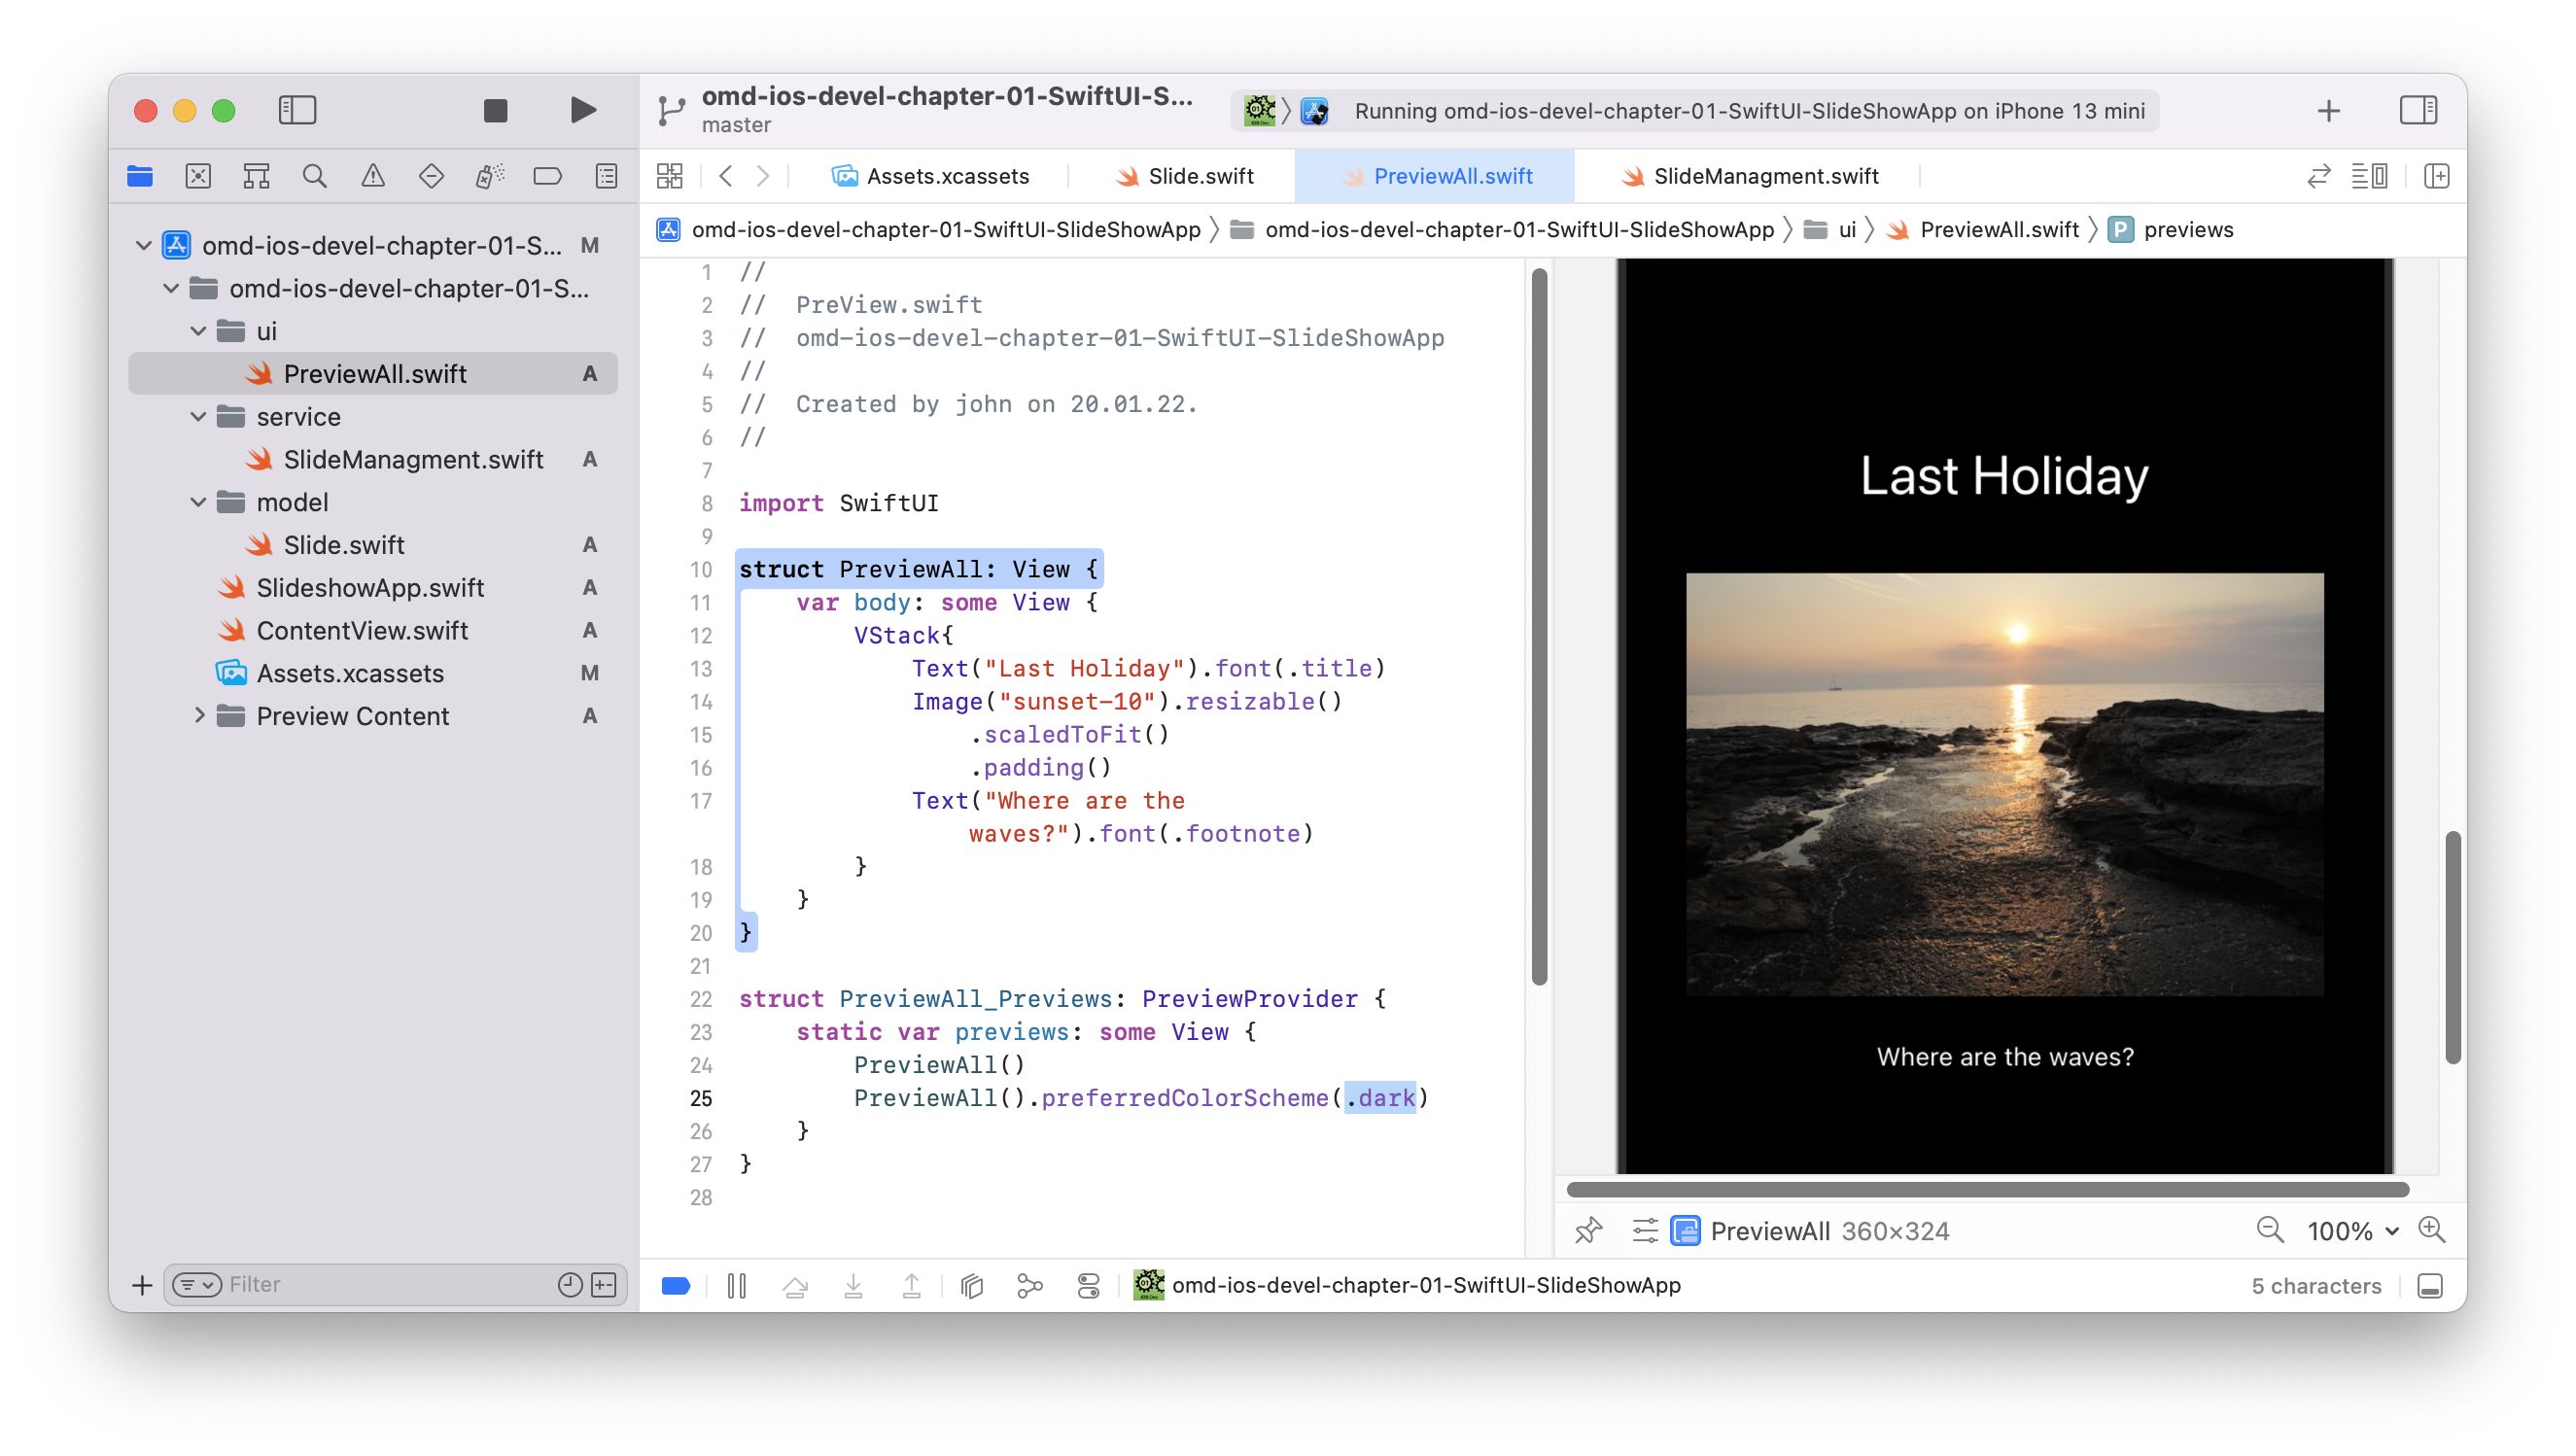 omd-ios-devel-chapter-01-SwiftUI-S...
master
Running omd-ios-devel-chapter-01-SwiftUI-SlideShowApp on iPhone 13 mini
Assets.xcassets
Slide.swift
PreviewAll.swift
SlideManagment.swift
omd-ios-devel-chapter-01-SwiftUI-SlideShowApp
omd-ios-devel-chapter-01-SwiftUI-SlideShowApp
ui
PreviewAll.swift
P previews
omd-ios-devel-chapter-01-S... M
omd-ios-devel-chapter-01-S...
ui
PreviewAll.swift A
service
SlideManagment.swift A
model
Slide.swift A
SlideshowApp.swift A
ContentView.swift A
Assets.xcassets M
Preview Content A
Filter
1 //
2 //  PreView.swift
3 //  omd-ios-devel-chapter-01-SwiftUI-SlideShowApp
4 //
5 //  Created by john on 20.01.22.
6 //
7
8 import SwiftUI
9
10 struct PreviewAll: View {
11     var body: some View {
12         VStack{
13             Text("Last Holiday").font(.title)
14             Image("sunset-10").resizable()
15                 .scaledToFit()
16                 .padding()
17             Text("Where are the
waves?").font(.footnote)
18         }
19     }
20 }
21
22 struct PreviewAll_Previews: PreviewProvider {
23     static var previews: some View {
24         PreviewAll()
25         PreviewAll().preferredColorScheme(.dark)
26     }
27 }
28
Last Holiday
Where are the waves?
PreviewAll 360×324
100%
omd-ios-devel-chapter-01-SwiftUI-SlideShowApp
5 characters